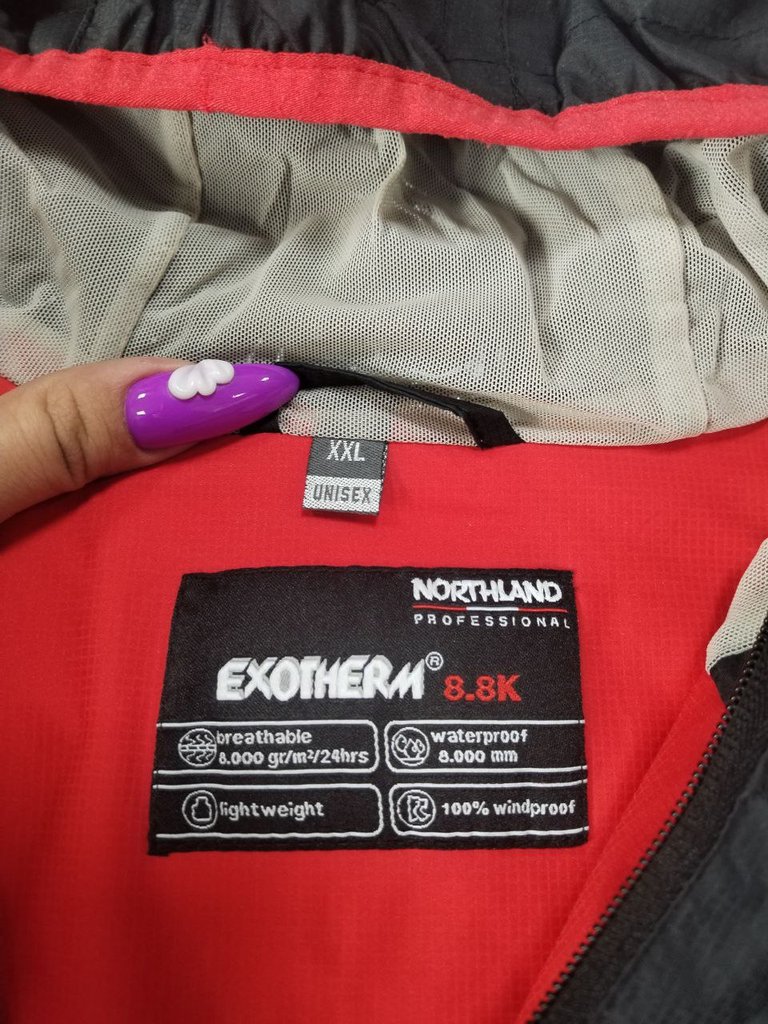 XXL
UNISEX
NORTHLAND
PROFESSIONAL
EXOTHERM® 8.8K
breathable
8.000 gr/m²/24hrs
waterproof
8.000 mm
lightweight
100% windproof